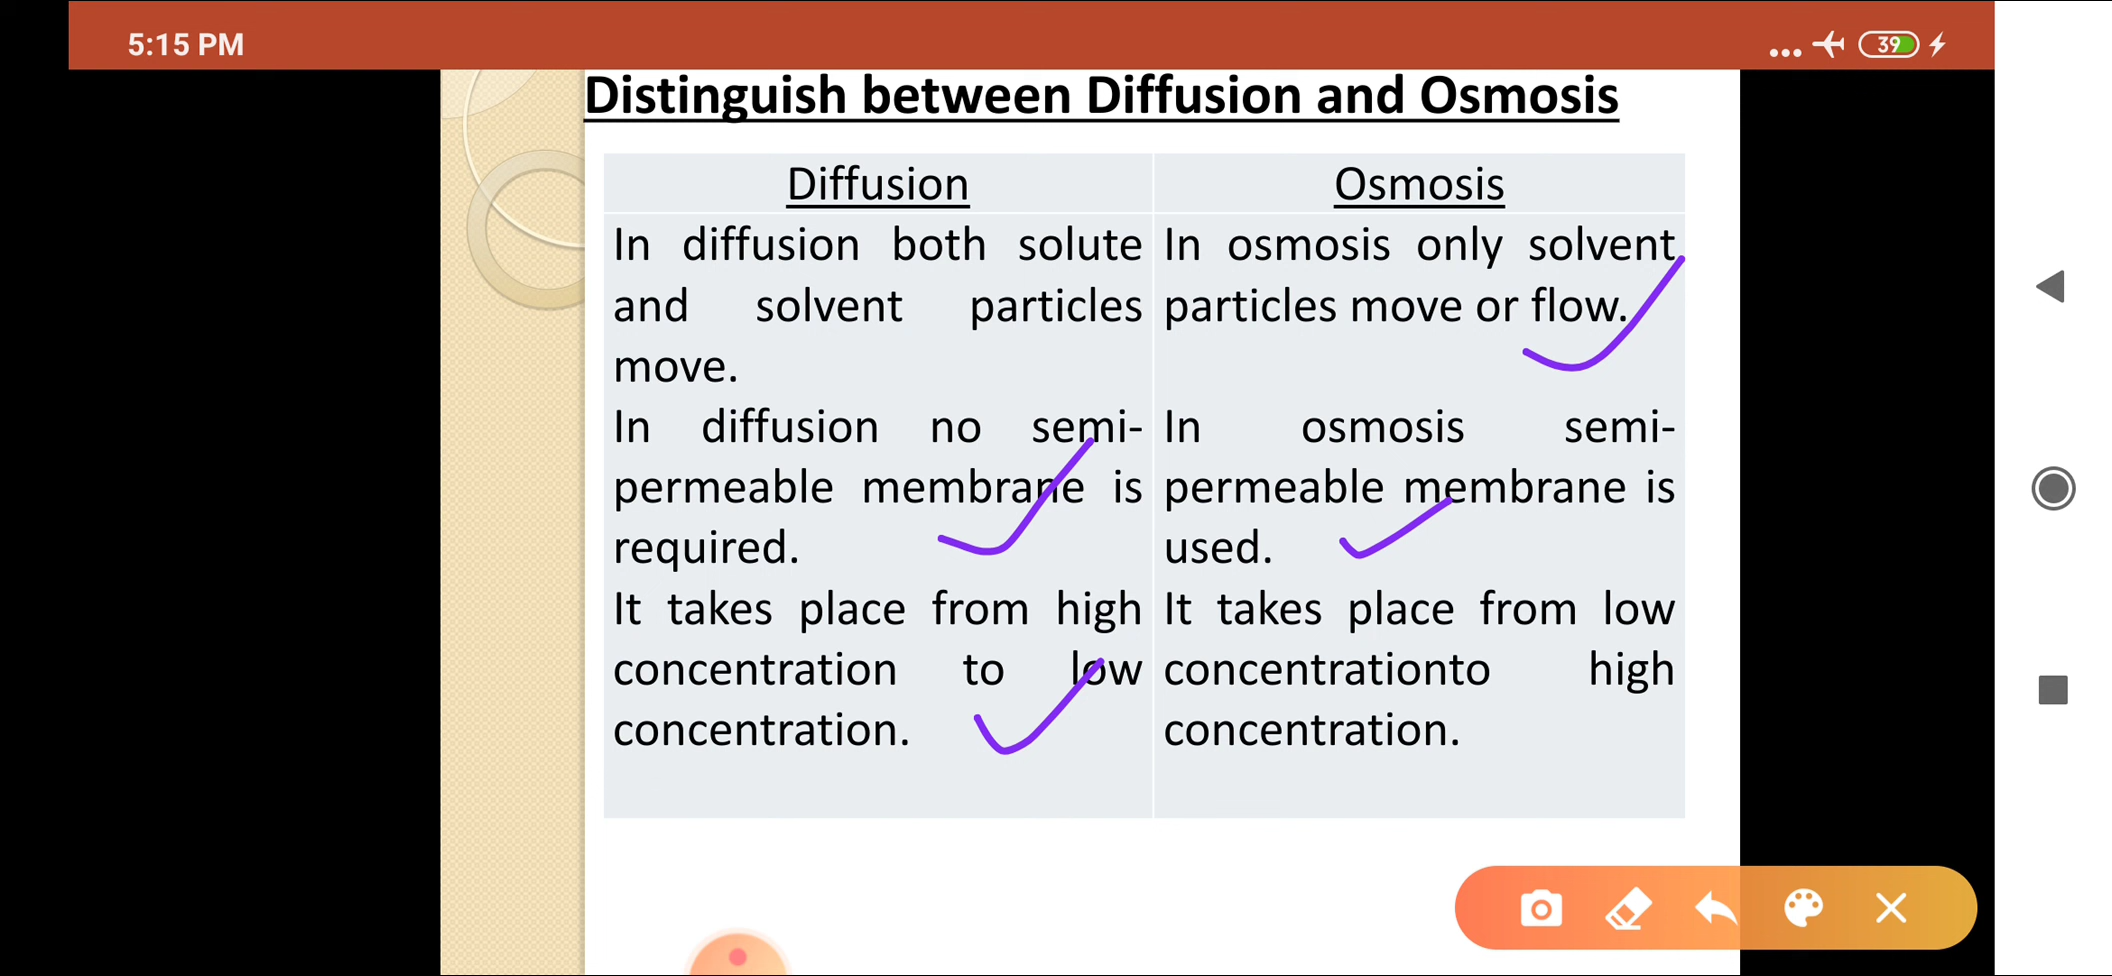 5:15 PM
39
Distinguish between Diffusion and Osmosis
Diffusion
Osmosis
In diffusion both solute
and solvent particles
move.
In osmosis only solvent
particles move or flow.
In diffusion no semi-
permeable membrane is
required.
In osmosis semi-
permeable membrane is
used.
It takes place from high
concentration to low
concentration.
It takes place from low
concentrationto high
concentration.